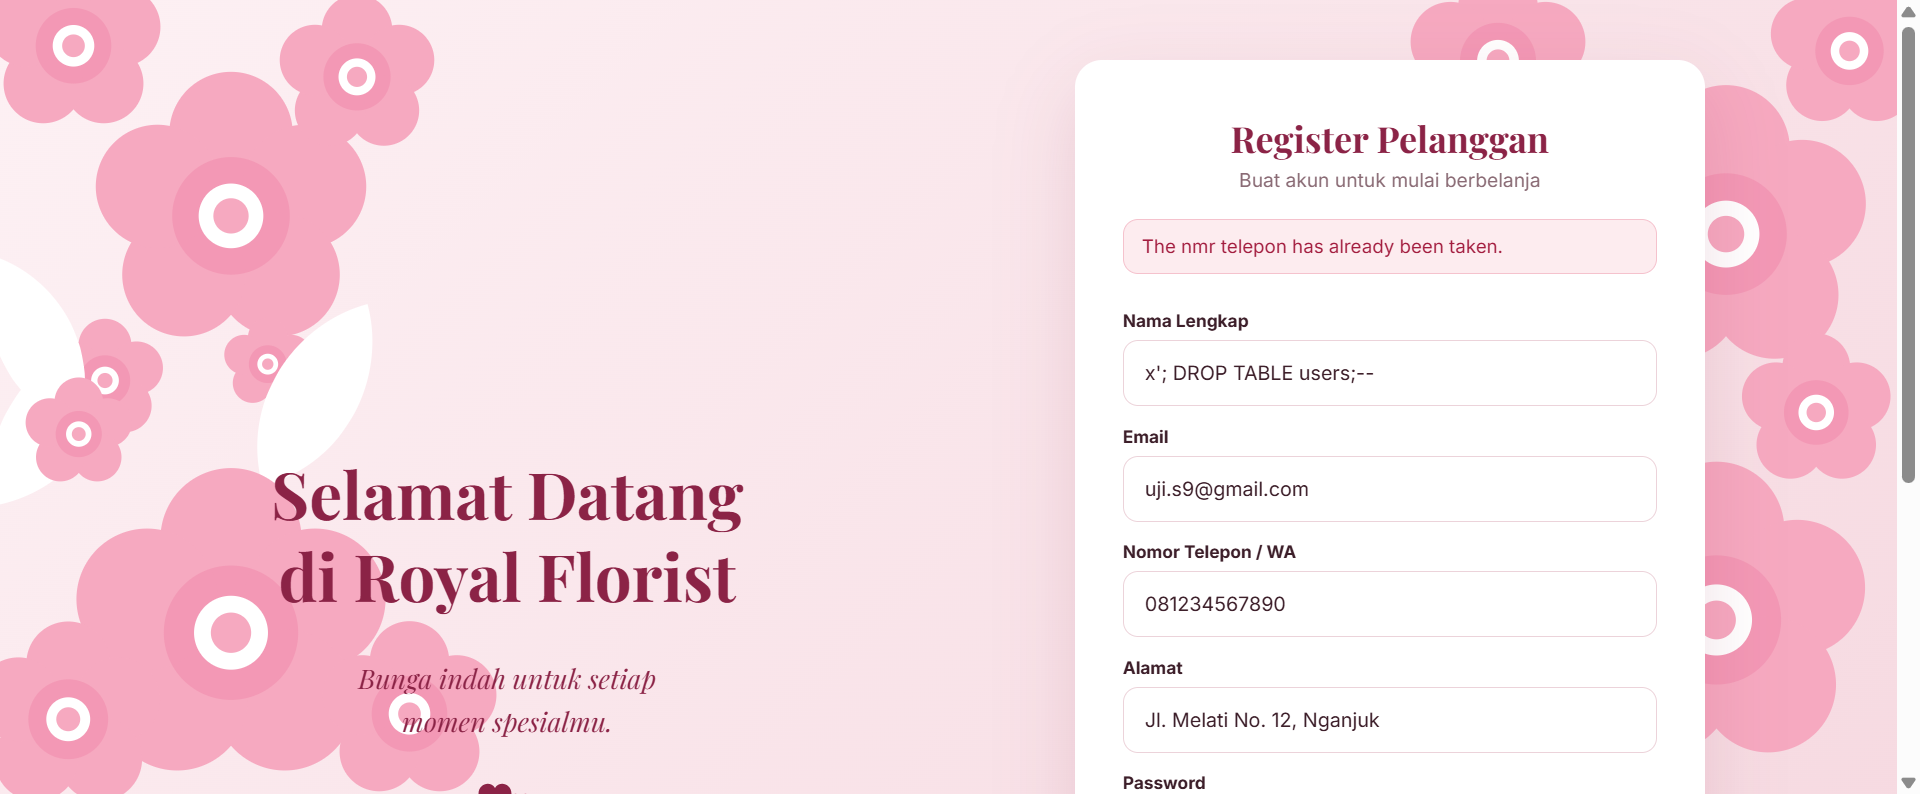 Selamat Datang
di Royal Florist
Bunga indah untuk setiap
momen spesialmu.
Register Pelanggan
Buat akun untuk mulai berbelanja
The nmr telepon has already been taken.
Nama Lengkap
x'; DROP TABLE users;--
Email
uji.s9@gmail.com
Nomor Telepon / WA
081234567890
Alamat
Jl. Melati No. 12, Nganjuk
Password